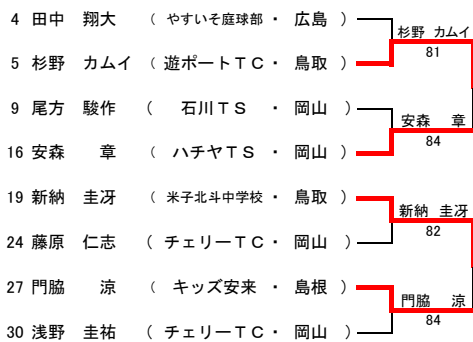 4 田中 翔大 ( やすいそ庭球部 ・ 広島 )
杉野 カムイ
81
5 杉野 カムイ ( 遊ポートTC ・ 鳥取 )
9 尾方 駿作 ( 石川TS ・ 岡山 )
安森 章
84
16 安森 章 ( ハチヤTS ・ 岡山 )
19 新納 圭冴 ( 米子北斗中学校 ・ 鳥取 )
新納 圭冴
82
24 藤原 仁志 ( チェリーTC ・ 岡山 )
27 門脇 涼 ( キッズ安来 ・ 島根 )
門脇 涼
84
30 浅野 圭祐 ( チェリーTC ・ 岡山 )